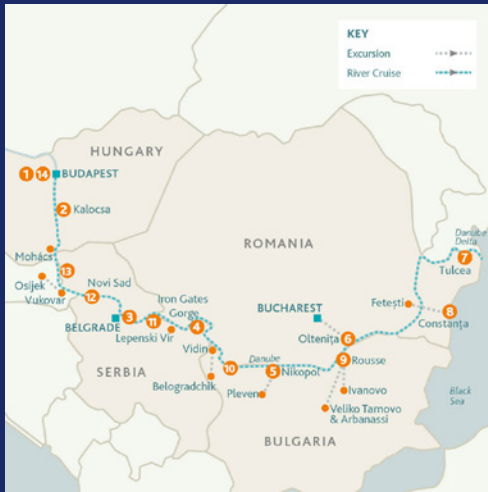 KEY
Excursion
River Cruise
HUNGARY
1 14 BUDAPEST
2 Kalocsa
ROMANIA
Mohács
13
Danube
Delta
7
Tulcea
Osijek
Novi Sad
12
Vukovar
Iron Gates
Gorge
Fetești
8
Constanța
BUCHAREST
BELGRADE 3
11
4
Lepenski Vir
Oltenița 6
Vidin
10
Danube
9 Rousse
5 Nikopol
SERBIA
Belogradchik
Pleven
Ivanovo
Black
Sea
Veliko Tarnovo
& Arbanassi
BULGARIA